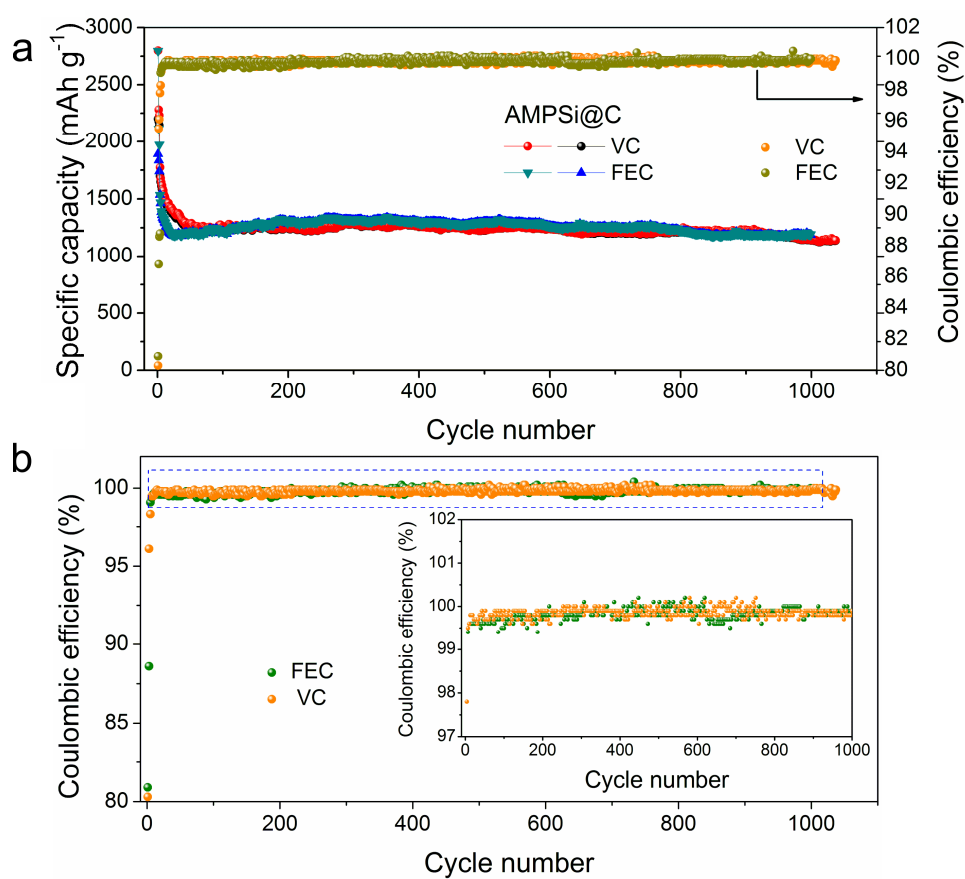 a
3000
2500
2000
1500
1000
500
0
Specific capacity (mAh g-1)
102
100
98
96
94
92
90
88
86
84
82
80
Coulombic efficiency (%)
AMPSi@C
VC
FEC
VC
FEC
0 200 400 600 800 1000
Cycle number
b
100
95
90
85
80
Coulombic efficiency (%)
FEC
VC
102
101
100
99
98
97
Coulombic efficiency (%)
0 200 400 600 800 1000
Cycle number
0 200 400 600 800 1000
Cycle number